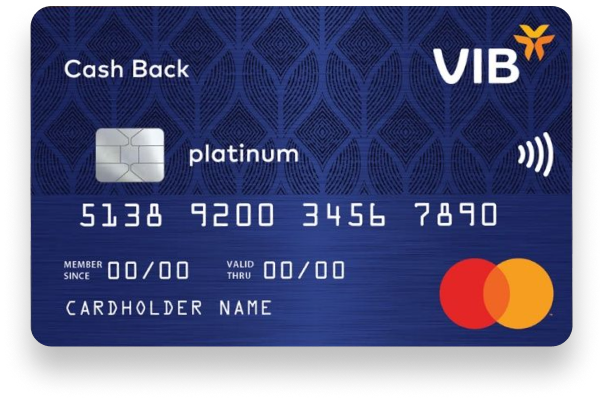 Cash Back
VIB
platinum
5138 9200 3456 7890
MEMBER SINCE 00/00 VALID THRU 00/00
CARDHOLDER NAME